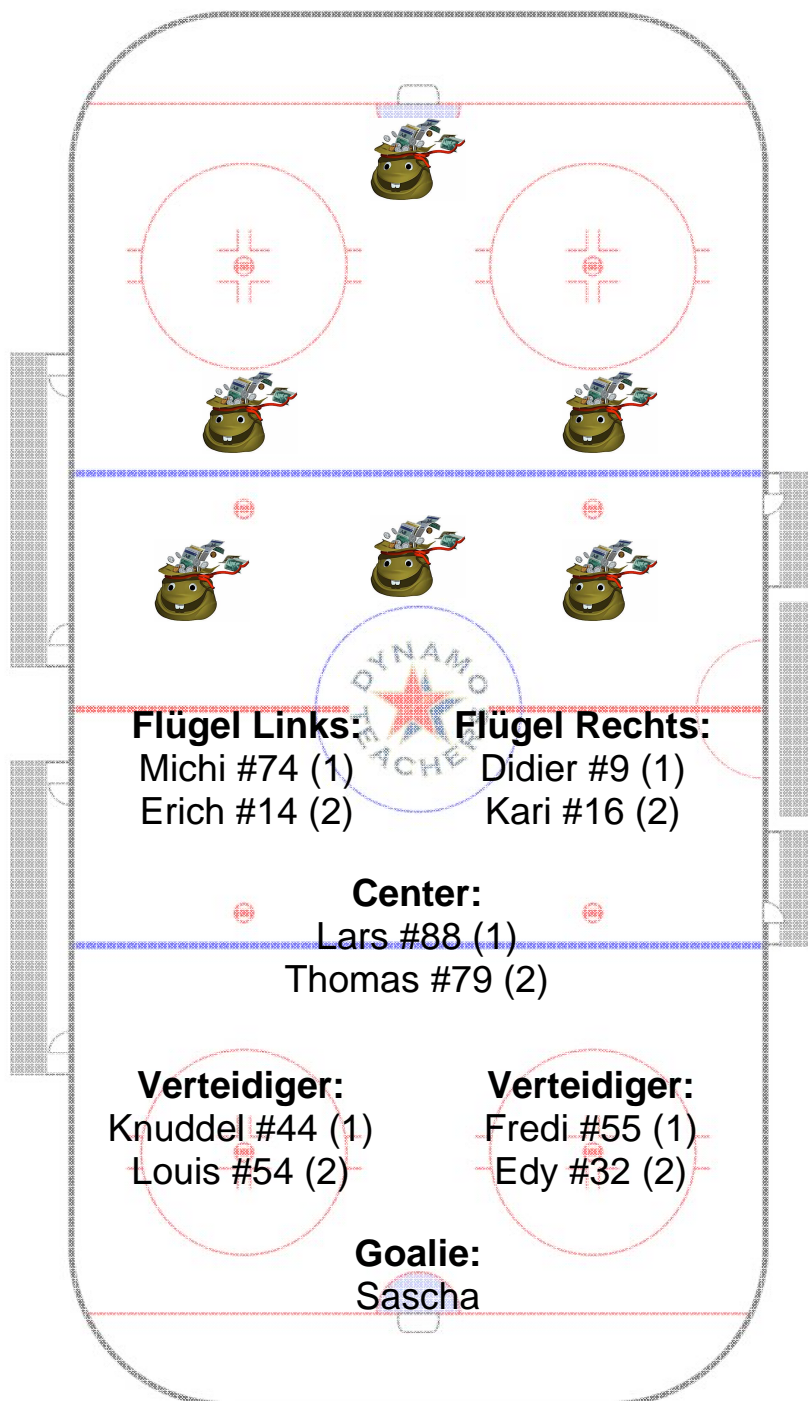 DYNAMO
TEACHERS
Flügel Links:
Michi #74 (1)
Erich #14 (2)
Flügel Rechts:
Didier #9 (1)
Kari #16 (2)
Center:
Lars #88 (1)
Thomas #79 (2)
Verteidiger:
Knuddel #44 (1)
Louis #54 (2)
Verteidiger:
Fredi #55 (1)
Edy #32 (2)
Goalie:
Sascha